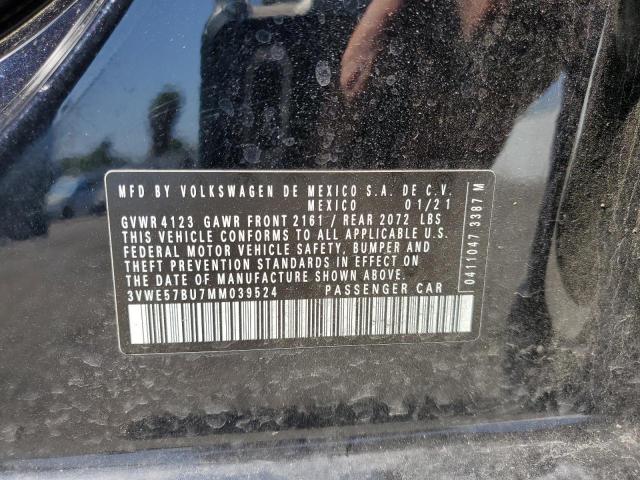 MFD BY VOLKSWAGEN DE MEXICO S.A. DE C.V.
MEXICO 01/21
GVWR 4123 GAWR FRONT 2161 / REAR 2072 LBS
THIS VEHICLE CONFORMS TO ALL APPLICABLE U.S.
FEDERAL MOTOR VEHICLE SAFETY, BUMPER AND
THEFT PREVENTION STANDARDS IN EFFECT ON
THE DATE OF MANUFACTURE SHOWN ABOVE.
3VWE57BU7MM039524 PASSENGER CAR
0411047 3387 M